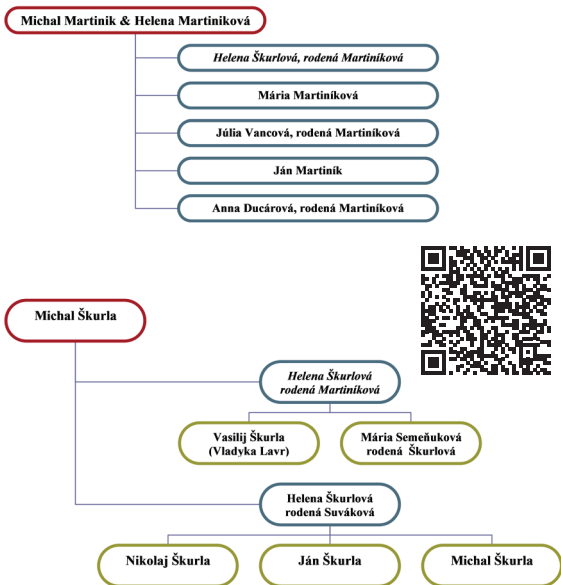 Michal Martinik & Helena Martiniková
Helena Škurlová, rodená Martiníková
Mária Martiníková
Júlia Vancová, rodená Martiníková
Ján Martiník
Anna Ducárová, rodená Martiníková
Michal Škurla
Helena Škurlová
rodená Martiníková
Vasilij Škurla
(Vladyka Lavr)
Mária Semeňuková
rodená Škurlová
Helena Škurlová
rodená Suváková
Nikolaj Škurla
Ján Škurla
Michal Škurla